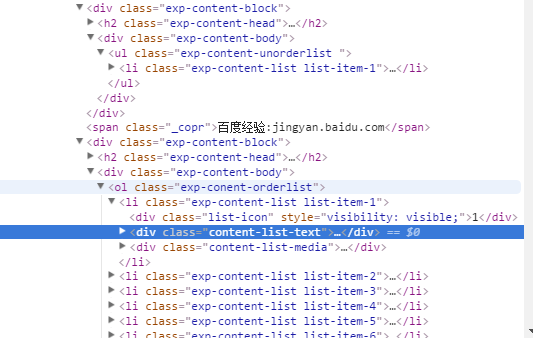 <div class="exp-content-block">
<h2 class="exp-content-head">…</h2>
<div class="exp-content-body">
<ul class="exp-content-unorderlist ">
<li class="exp-content-list list-item-1">…</li>
</ul>
</div>
</div>
<span class="_copr">百度经验:jingyan.baidu.com</span>
<div class="exp-content-block">
<h2 class="exp-content-head">…</h2>
<div class="exp-content-body">
<ol class="exp-conent-orderlist">
<li class="exp-content-list list-item-1">
<div class="list-icon" style="visibility: visible;">1</div>
<div class="content-list-text">…</div> == $0
<div class="content-list-media">…</div>
</li>
<li class="exp-content-list list-item-2">…</li>
<li class="exp-content-list list-item-3">…</li>
<li class="exp-content-list list-item-4">…</li>
<li class="exp-content-list list-item-5">…</li>
<li class="exp-content-list list-item-6">…</li>